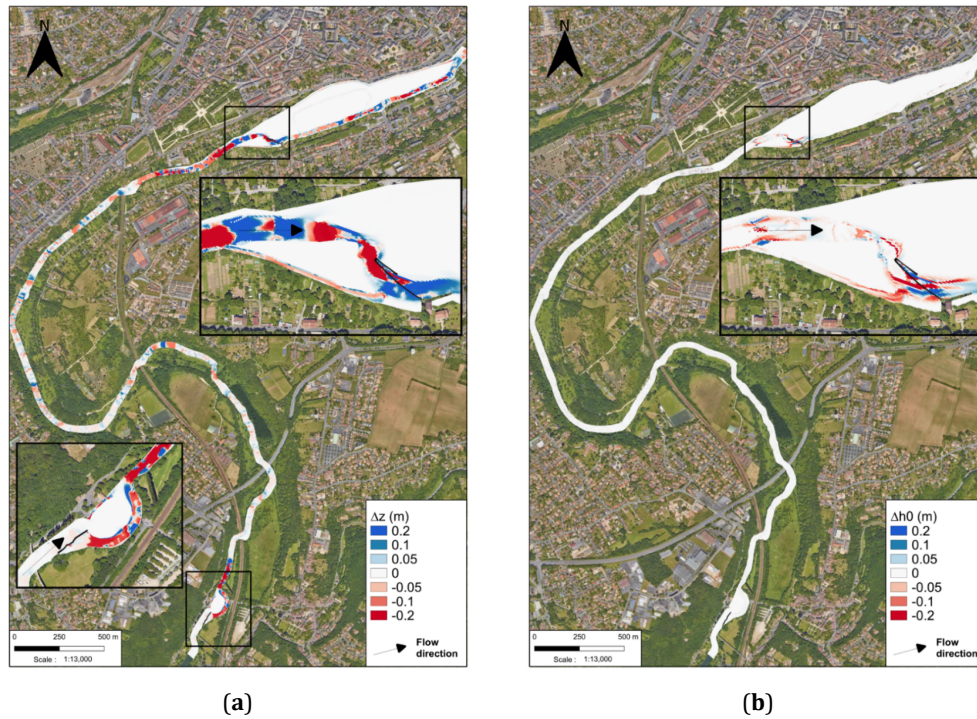 N
Δz (m)
0.2
0.1
0.05
0
-0.05
-0.1
-0.2
0 250 500 m
Scale : 1:13,000
Flow
direction
(a)
N
Δh0 (m)
0.2
0.1
0.05
0
-0.05
-0.1
-0.2
0 250 500 m
Scale : 1:13,000
Flow
direction
(b)